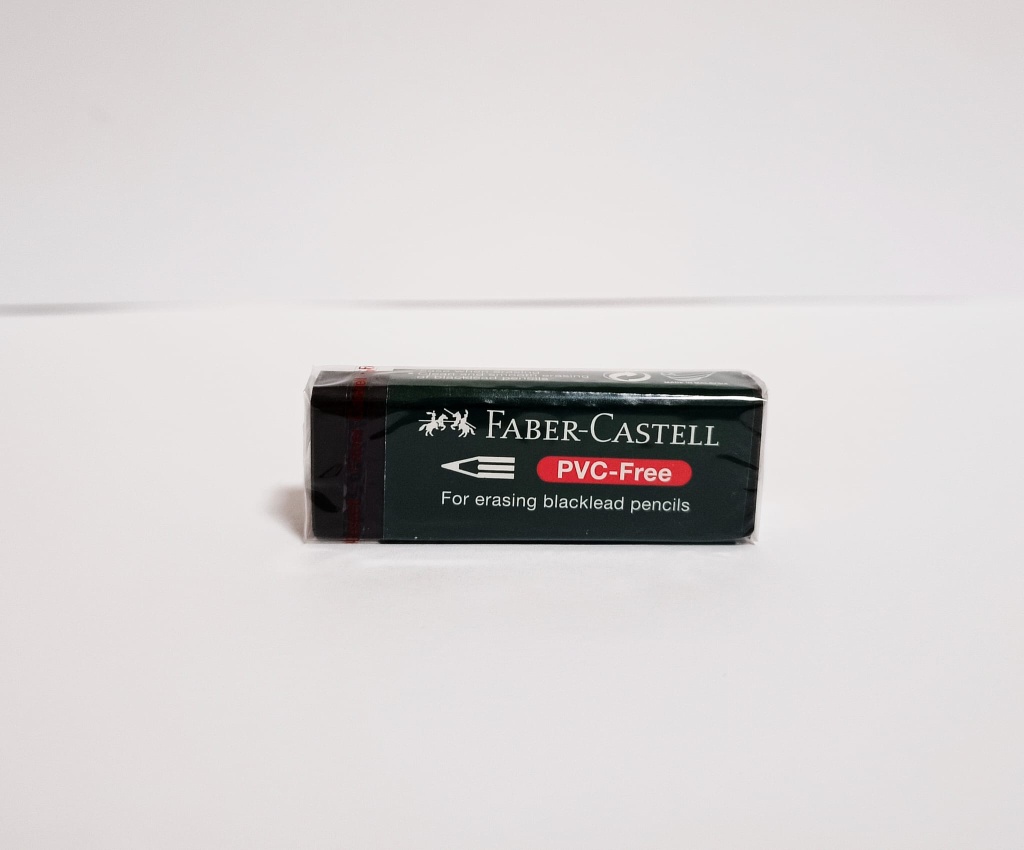 FABER-CASTELL
PVC-Free
For erasing blacklead pencils